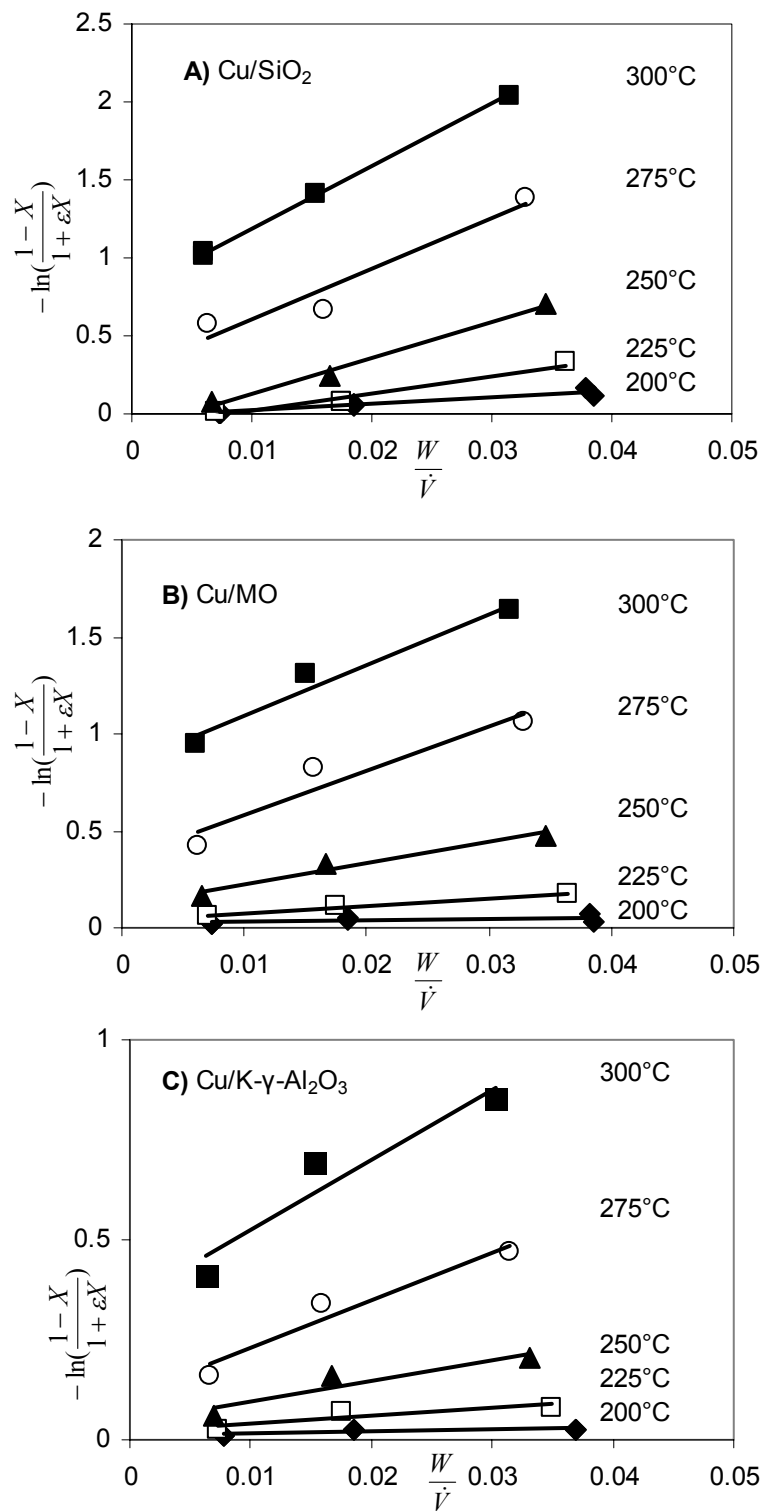 2.5
A) Cu/SiO₂
300°C
2
275°C
1.5
1
250°C
0.5
225°C
200°C
0
0 0.01 0.02 0.03 0.04 0.05
−ln((1 − X)/(1 + εX))
W/V̇
2
B) Cu/MO
300°C
1.5
275°C
1
250°C
0.5
225°C
200°C
0
0 0.01 0.02 0.03 0.04 0.05
−ln((1 − X)/(1 + εX))
W/V̇
1
C) Cu/K-γ-Al₂O₃
300°C
275°C
0.5
250°C
225°C
200°C
0
0 0.01 0.02 0.03 0.04 0.05
−ln((1 − X)/(1 + εX))
W/V̇